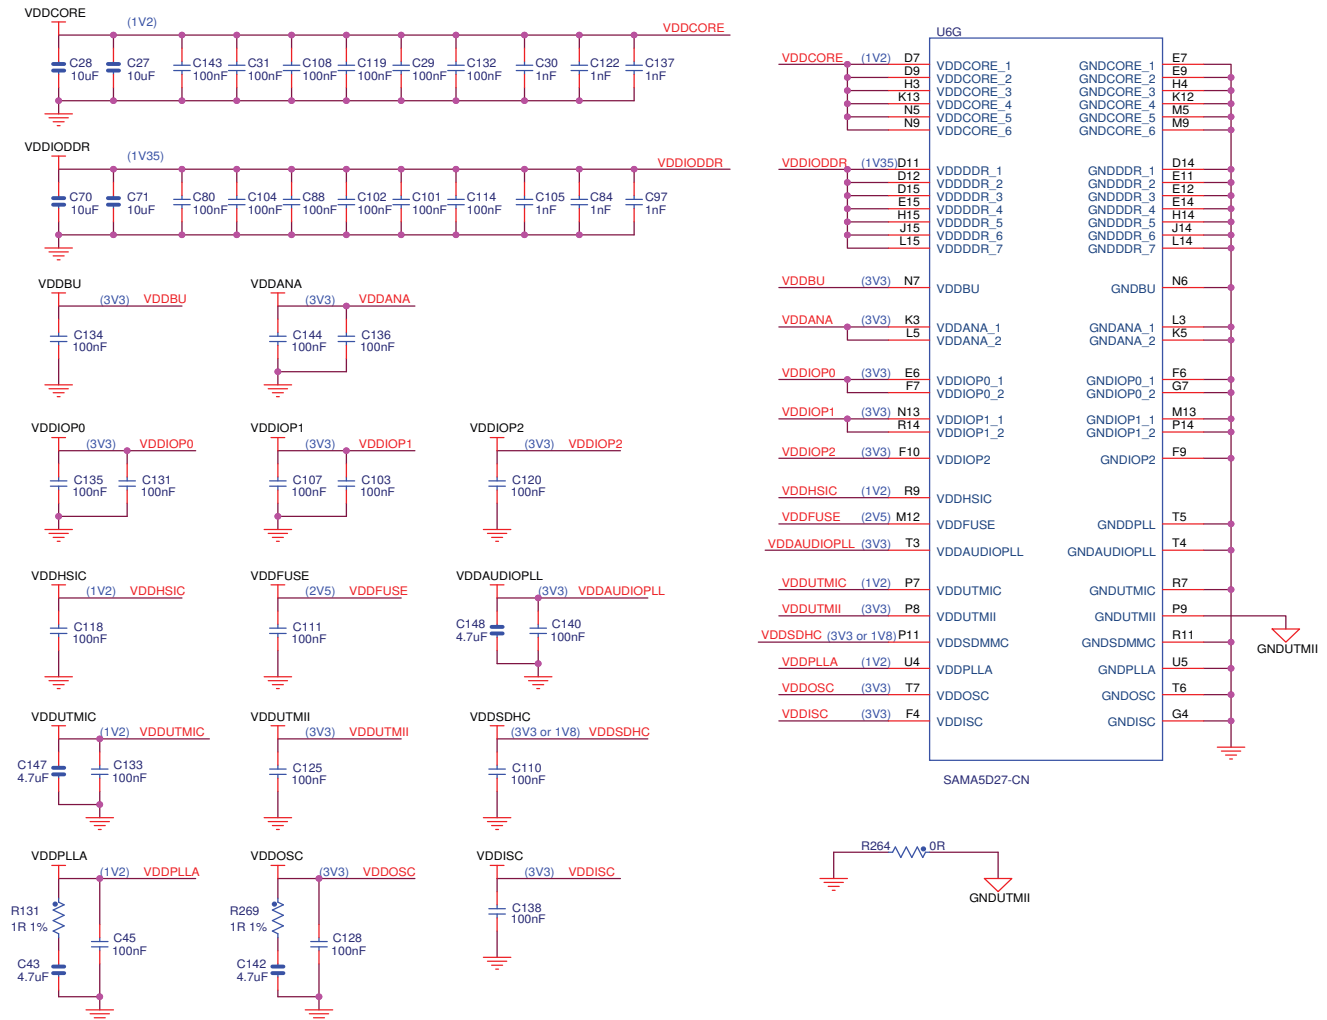 VDDCORE
(1V2)
VDDCORE
C28 10uF
C27 10uF
C143 100nF
C31 100nF
C108 100nF
C119 100nF
C29 100nF
C132 100nF
C30 1nF
C122 1nF
C137 1nF
VDDIODDR
(1V35)
VDDIODDR
C70 10uF
C71 10uF
C80 100nF
C104 100nF
C88 100nF
C102 100nF
C101 100nF
C114 100nF
C105 1nF
C84 1nF
C97 1nF
VDDBU
(3V3) VDDBU
C134 100nF
VDDANA
(3V3) VDDANA
C144 100nF
C136 100nF
VDDIOP0
(3V3) VDDIOP0
C135 100nF
C131 100nF
VDDIOP1
(3V3) VDDIOP1
C107 100nF
C103 100nF
VDDIOP2
(3V3) VDDIOP2
C120 100nF
VDDHSIC
(1V2) VDDHSIC
C118 100nF
VDDFUSE
(2V5) VDDFUSE
C111 100nF
VDDAUDIOPLL
(3V3) VDDAUDIOPLL
C148 4.7uF
C140 100nF
VDDUTMIC
(1V2) VDDUTMIC
C147 4.7uF
C133 100nF
VDDUTMII
(3V3) VDDUTMII
C125 100nF
VDDSDHC
(3V3 or 1V8) VDDSDHC
C110 100nF
VDDPLLA
(1V2) VDDPLLA
R131 1R 1%
C45 100nF
C43 4.7uF
VDDOSC
(3V3) VDDOSC
R269 1R 1%
C128 100nF
C142 4.7uF
VDDISC
(3V3) VDDISC
C138 100nF
U6G
VDDCORE (1V2) D7 VDDCORE_1 GNDCORE_1 E7
D9 VDDCORE_2 GNDCORE_2 E9
H3 VDDCORE_3 GNDCORE_3 H4
K13 VDDCORE_4 GNDCORE_4 K12
N5 VDDCORE_5 GNDCORE_5 M5
N9 VDDCORE_6 GNDCORE_6 M9
VDDIODDR (1V35) D11 VDDDDR_1 GNDDDR_1 D14
D12 VDDDDR_2 GNDDDR_2 E11
D15 VDDDDR_3 GNDDDR_3 E12
E15 VDDDDR_4 GNDDDR_4 E14
H15 VDDDDR_5 GNDDDR_5 H14
J15 VDDDDR_6 GNDDDR_6 J14
L15 VDDDDR_7 GNDDDR_7 L14
VDDBU (3V3) N7 VDDBU GNDBU N6
VDDANA (3V3) K3 VDDANA_1 GNDANA_1 L3
L5 VDDANA_2 GNDANA_2 K5
VDDIOP0 (3V3) E6 VDDIOP0_1 GNDIOP0_1 F6
F7 VDDIOP0_2 GNDIOP0_2 G7
VDDIOP1 (3V3) N13 VDDIOP1_1 GNDIOP1_1 M13
R14 VDDIOP1_2 GNDIOP1_2 P14
VDDIOP2 (3V3) F10 VDDIOP2 GNDIOP2 F9
VDDHSIC (1V2) R9 VDDHSIC
VDDFUSE (2V5) M12 VDDFUSE GNDDPLL T5
VDDAUDIOPLL (3V3) T3 VDDAUDIOPLL GNDAUDIOPLL T4
VDDUTMIC (1V2) P7 VDDUTMIC GNDUTMIC R7
VDDUTMII (3V3) P8 VDDUTMII GNDUTMII P9
VDDSDHC (3V3 or 1V8) P11 VDDSDMMC GNDSDMMC R11
GNDUTMII
VDDPLLA (1V2) U4 VDDPLLA GNDPLLA U5
VDDOSC (3V3) T7 VDDOSC GNDOSC T6
VDDISC (3V3) F4 VDDISC GNDISC G4
SAMA5D27-CN
R264 0R
GNDUTMII